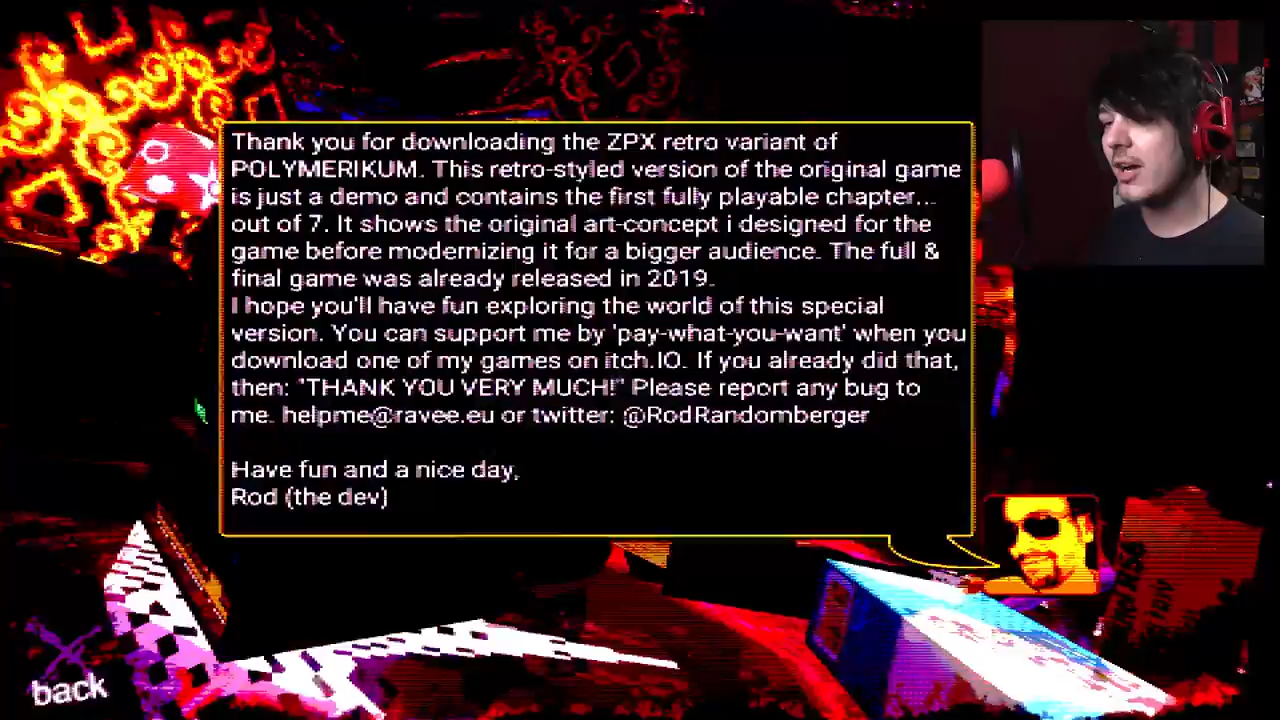 Thank you for downloading the ZPX retro variant of
POLYMERIKUM. This retro-styled version of the original game
is just a demo and contains the first fully playable chapter...
out of 7. It shows the original art-concept i designed for the
game before modernizing it for a bigger audience. The full &
final game was already released in 2019.
I hope you'll have fun exploring the world of this special
version. You can support me by 'pay-what-you-want' when you
download one of my games on itch.IO. If you already did that,
then: "THANK YOU VERY MUCH!" Please report any bug to
me. helpme@ravee.eu or twitter: @RodRandomberger
Have fun and a nice day,
Rod (the dev)
back